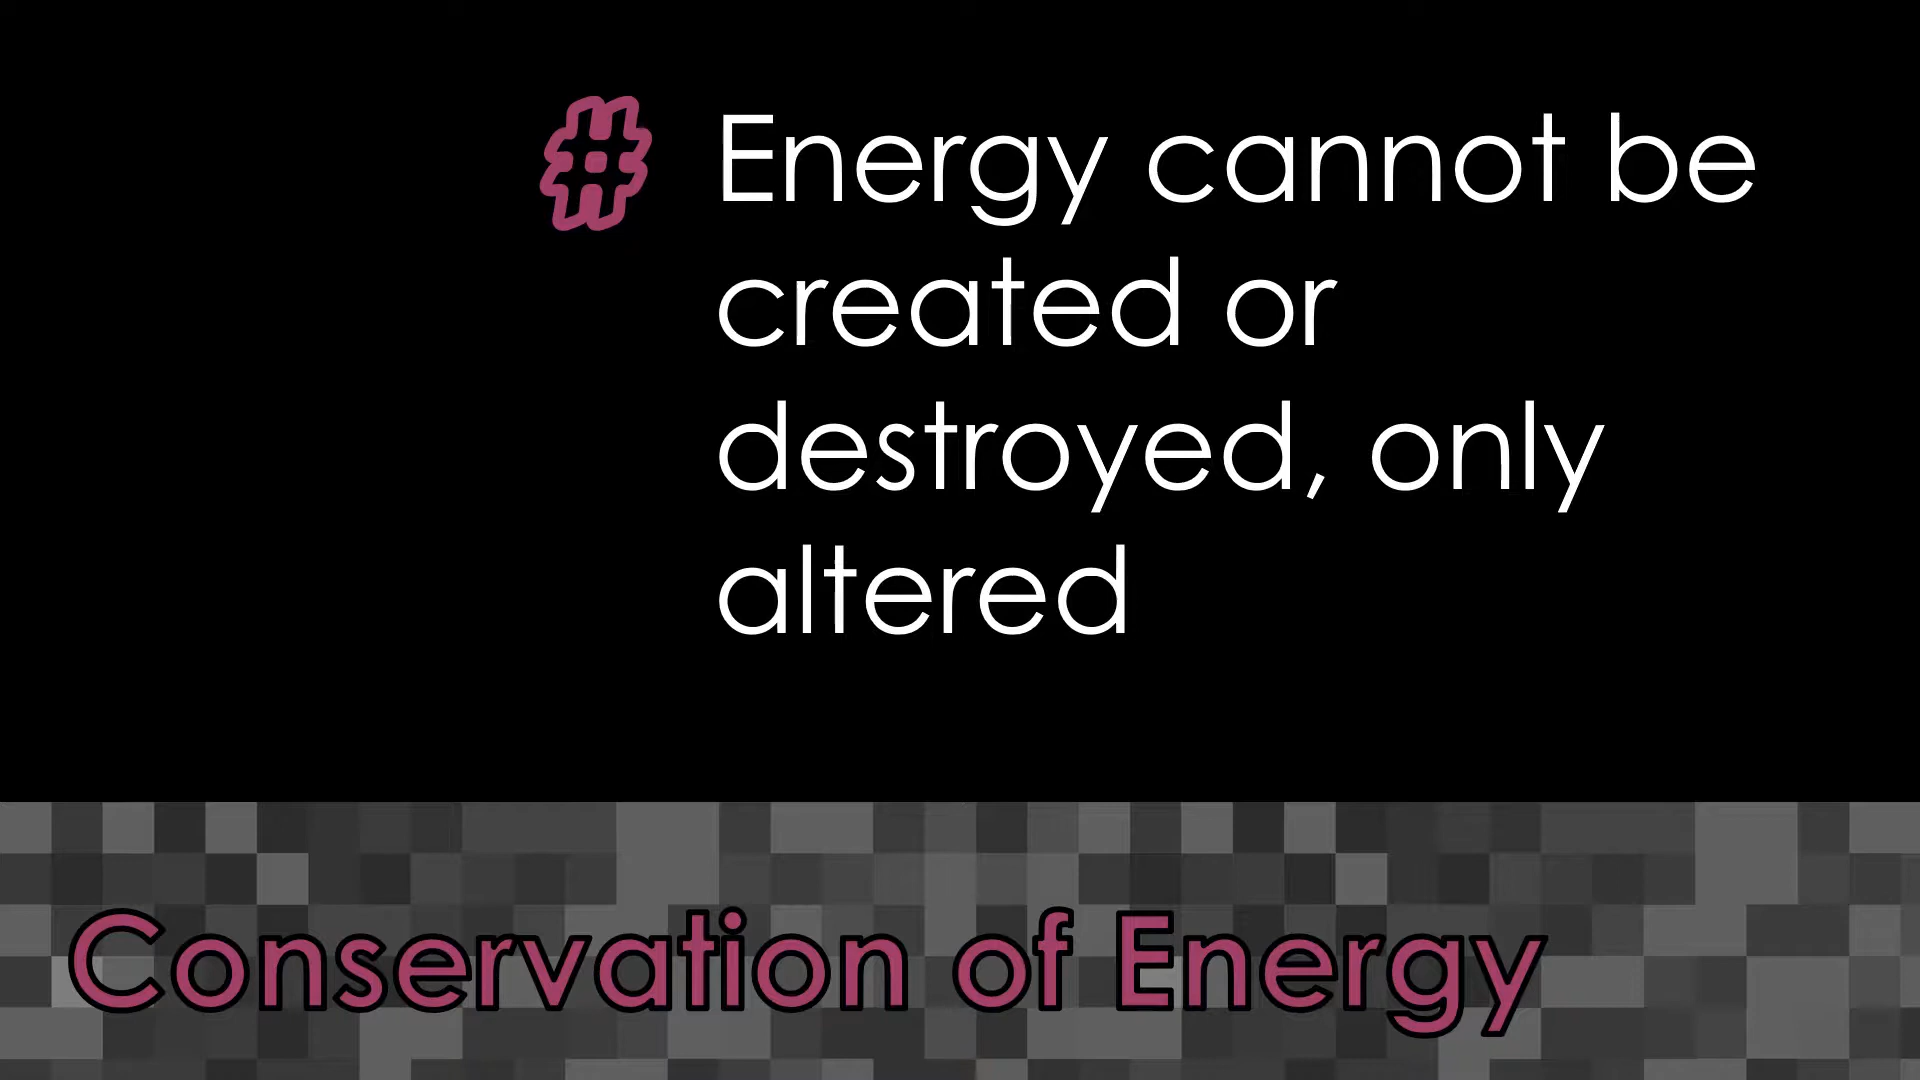 # Energy cannot be
created or
destroyed, only
altered
Conservation of Energy